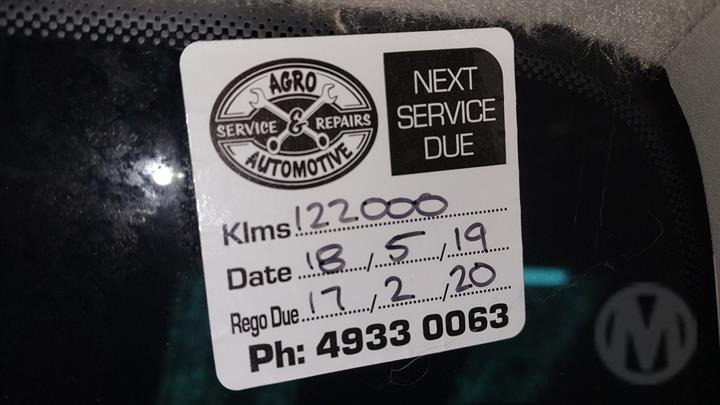 AGRO
SERVICE & REPAIRS
AUTOMOTIVE
NEXT
SERVICE
DUE
Klms 122000
Date 18/5/19
Rego Due 17/2/20
Ph: 4933 0063
M